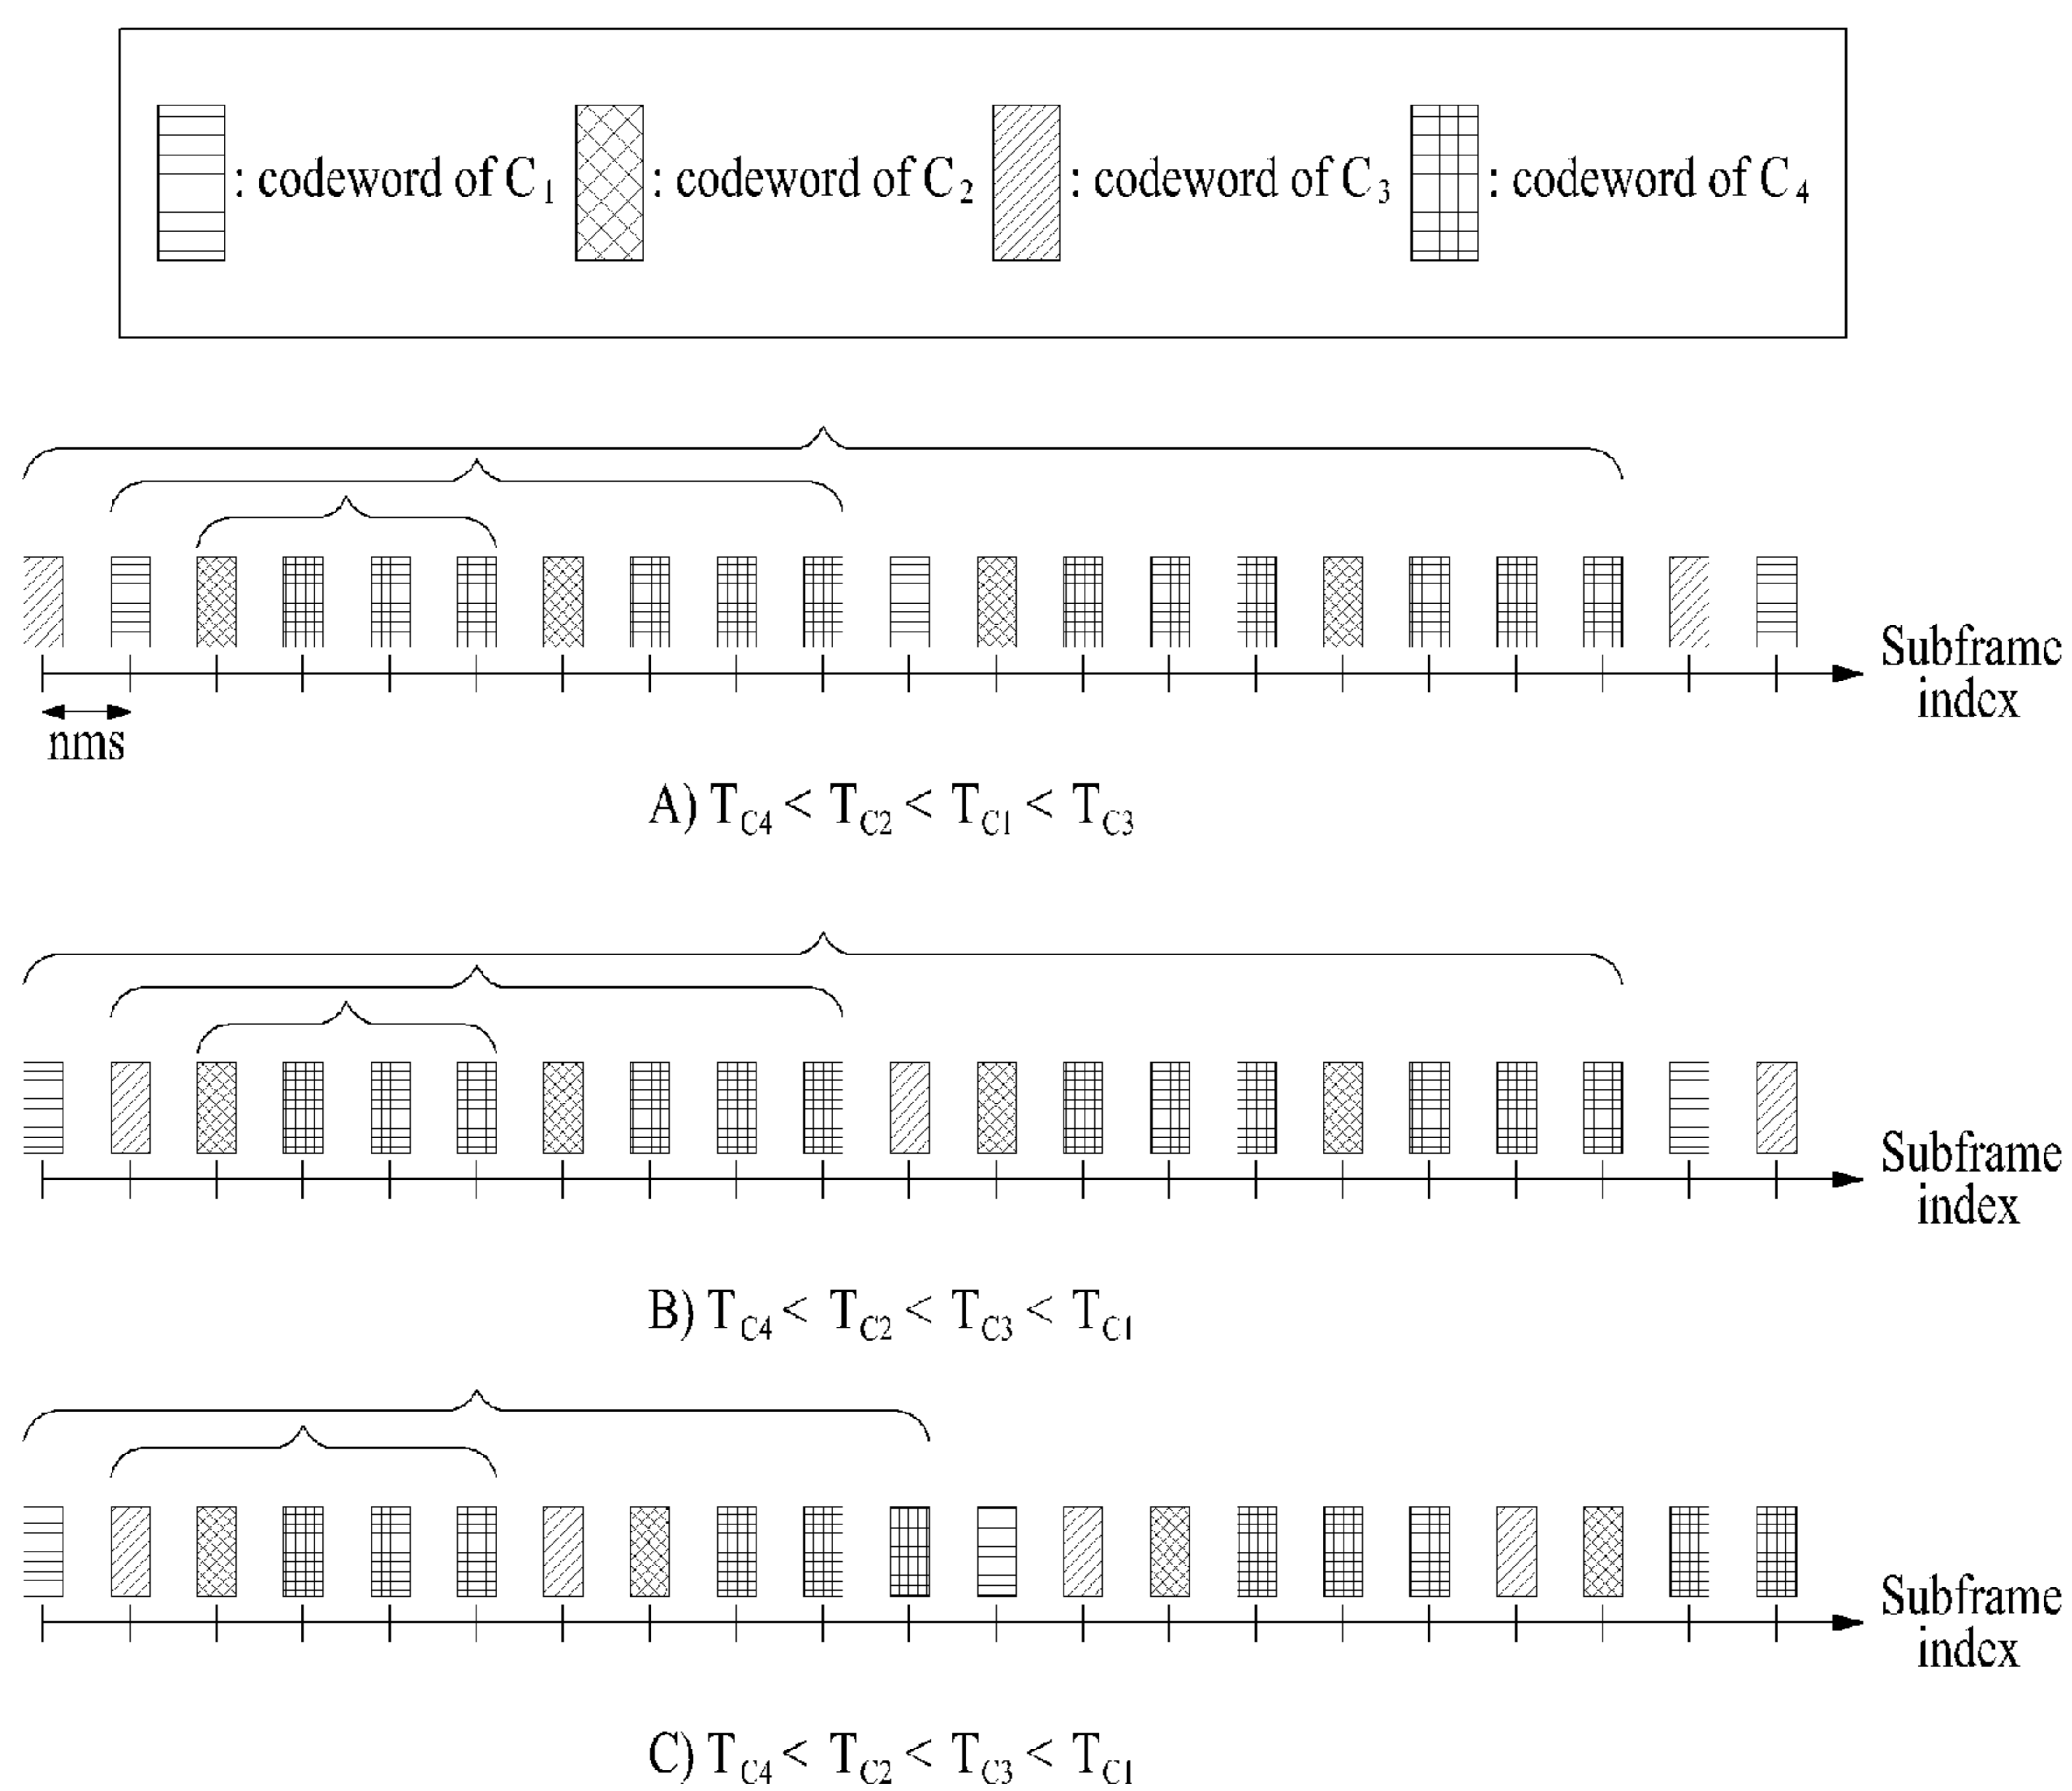 : codeword of C1 : codeword of C2 : codeword of C3 : codeword of C4
Subframe
index
nms
A) TC4 < TC2 < TC1 < TC3
Subframe
index
B) TC4 < TC2 < TC3 < TC1
Subframe
index
C) TC4 < TC2 < TC3 < TC1